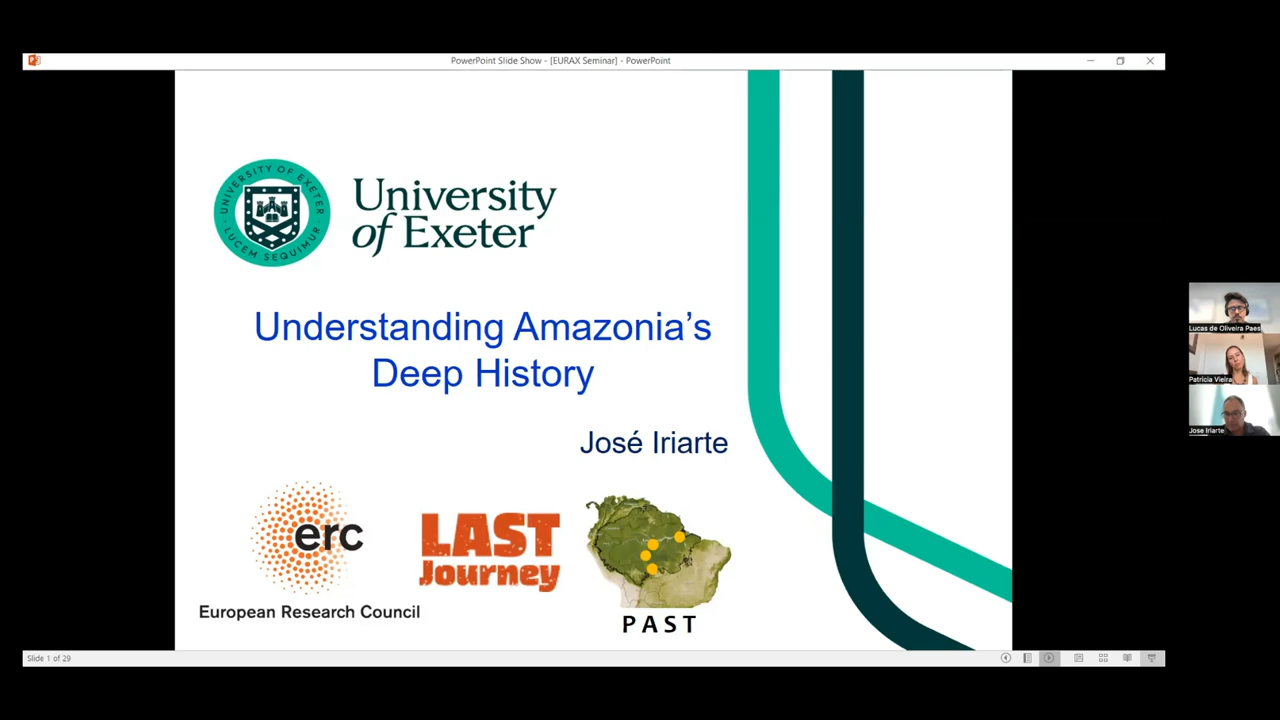 PowerPoint Slide Show - [EURAX Seminar] - PowerPoint
UNIVERSITY OF EXETER
LUCEM SEQUIMUR
University
of Exeter
Understanding Amazonia’s
Deep History
José Iriarte
erc
European Research Council
LAST
Journey
PAST
Lucas de Oliveira Paes
Patrícia Vieira
Jose Iriarte
Slide 1 of 29